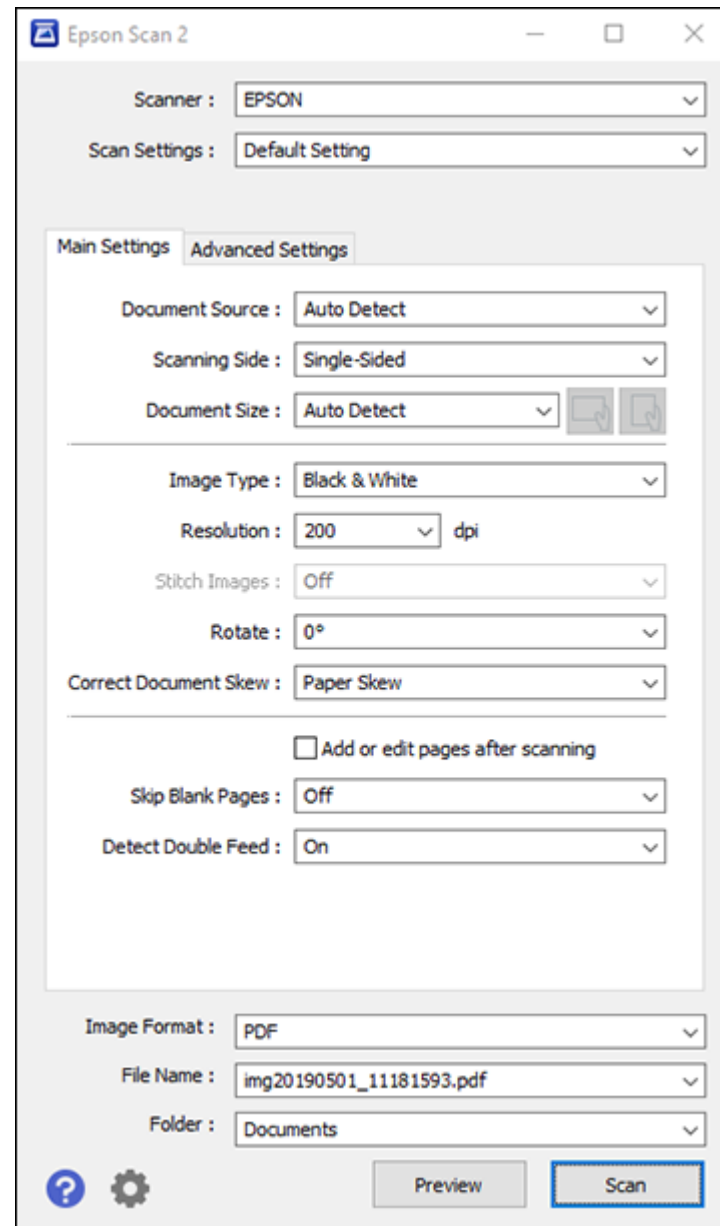 Epson Scan 2
Scanner : EPSON
Scan Settings : Default Setting
Main Settings Advanced Settings
Document Source : Auto Detect
Scanning Side : Single-Sided
Document Size : Auto Detect
Image Type : Black & White
Resolution : 200 dpi
Stitch Images : Off
Rotate : 0°
Correct Document Skew : Paper Skew
Add or edit pages after scanning
Skip Blank Pages : Off
Detect Double Feed : On
Image Format : PDF
File Name : img20190501_11181593.pdf
Folder : Documents
? Preview Scan